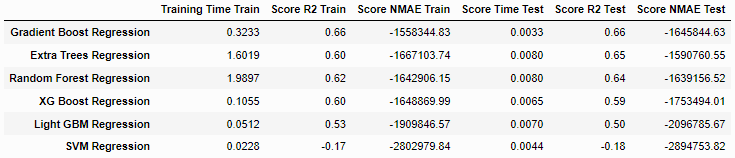 Training Time Train Score R2 Train Score NMAE Train Score Time Test Score R2 Test Score NMAE Test
Gradient Boost Regression 0.3233 0.66 -1558344.83 0.0033 0.66 -1645844.63
Extra Trees Regression 1.6019 0.60 -1667103.74 0.0080 0.65 -1590760.55
Random Forest Regression 1.9897 0.62 -1642906.15 0.0080 0.64 -1639156.52
XG Boost Regression 0.1055 0.60 -1648869.99 0.0065 0.59 -1753494.01
Light GBM Regression 0.0512 0.53 -1909846.57 0.0070 0.50 -2096785.67
SVM Regression 0.0228 -0.17 -2802979.84 0.0044 -0.18 -2894753.82